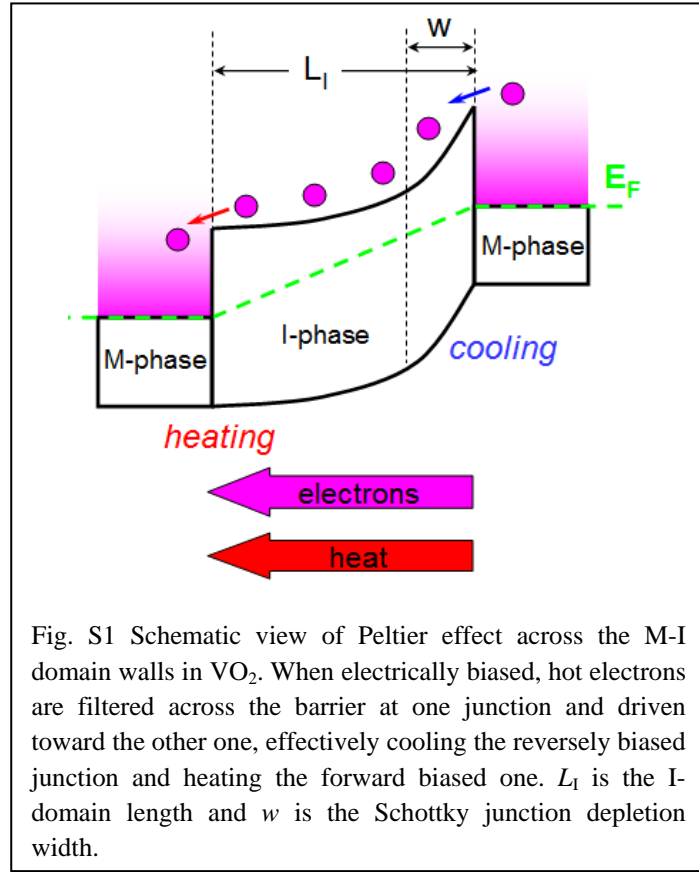 w
L_I
E_F
M-phase
I-phase
M-phase
cooling
heating
electrons
heat
Fig. S1 Schematic view of Peltier effect across the M-I
domain walls in VO₂. When electrically biased, hot electrons
are filtered across the barrier at one junction and driven
toward the other one, effectively cooling the reversely biased
junction and heating the forward biased one. L_I is the I-
domain length and w is the Schottky junction depletion
width.